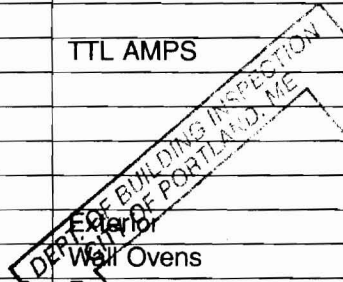 TTL AMPS
DEPT. OF BUILDING INSPECTION
CITY OF PORTLAND, ME
Exterior
Wall Ovens